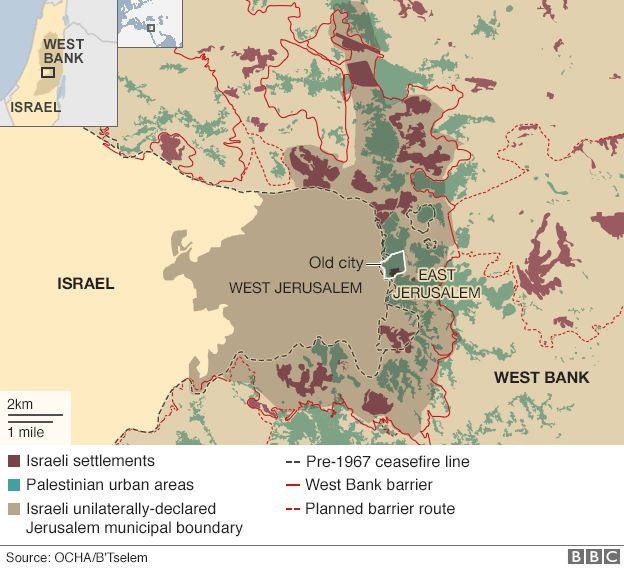 WEST
BANK
ISRAEL
Old city
WEST JERUSALEM
EAST
JERUSALEM
ISRAEL
WEST BANK
2km
1 mile
Israeli settlements
Palestinian urban areas
Israeli unilaterally-declared
Jerusalem municipal boundary
Pre-1967 ceasefire line
West Bank barrier
Planned barrier route
Source: OCHA/B'Tselem
BBC